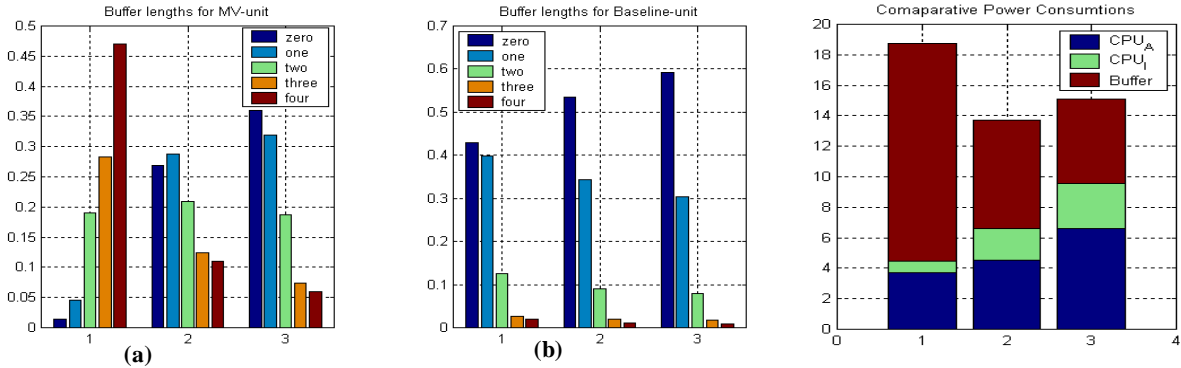 Buffer lengths for MV-unit
0.5
0.45
0.4
0.35
0.3
0.25
0.2
0.15
0.1
0.05
0
zero
one
two
three
four
1 2 3
(a)
Buffer lengths for Baseline-unit
0.7
0.6
0.5
0.4
0.3
0.2
0.1
0
zero
one
two
three
four
1 2 3
(b)
Comaparative Power Consumtions
20
18
16
14
12
10
8
6
4
2
0
CPU_A
CPU_I
Buffer
0 1 2 3 4